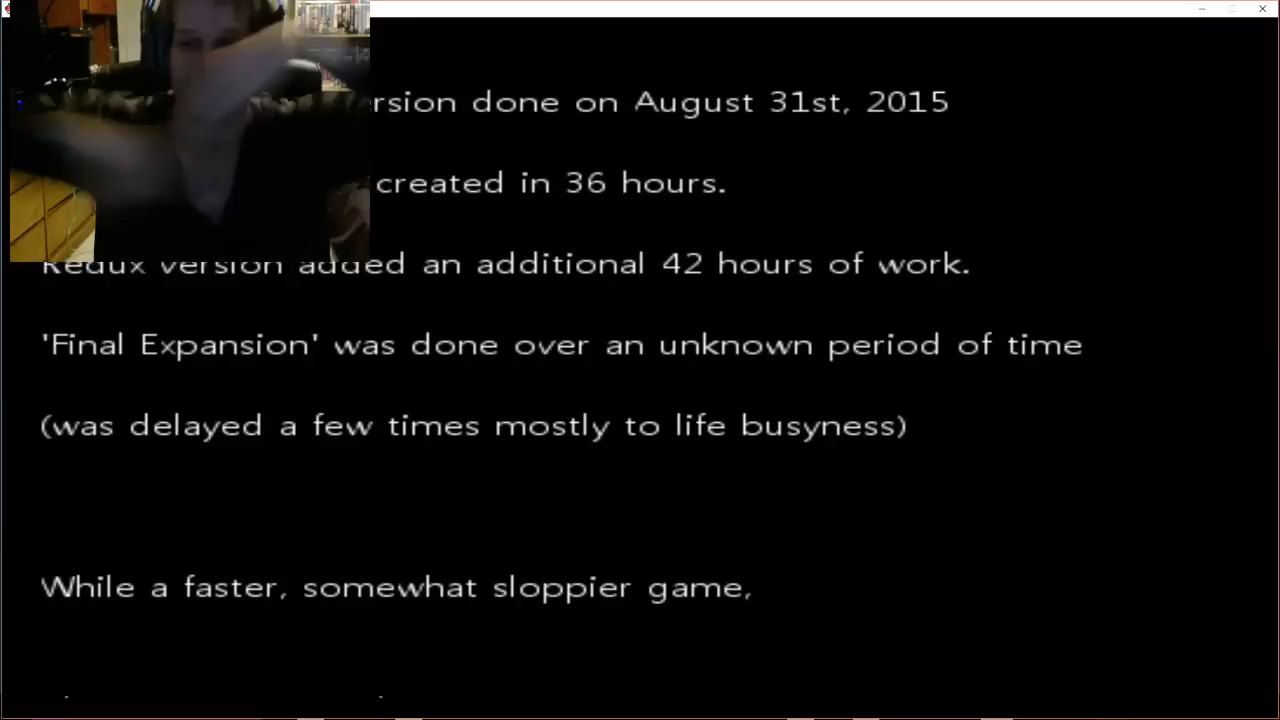 rsion done on August 31st, 2015
created in 36 hours.
Redux version added an additional 42 hours of work.
'Final Expansion' was done over an unknown period of time
(was delayed a few times mostly to life busyness)
While a faster, somewhat sloppier game,